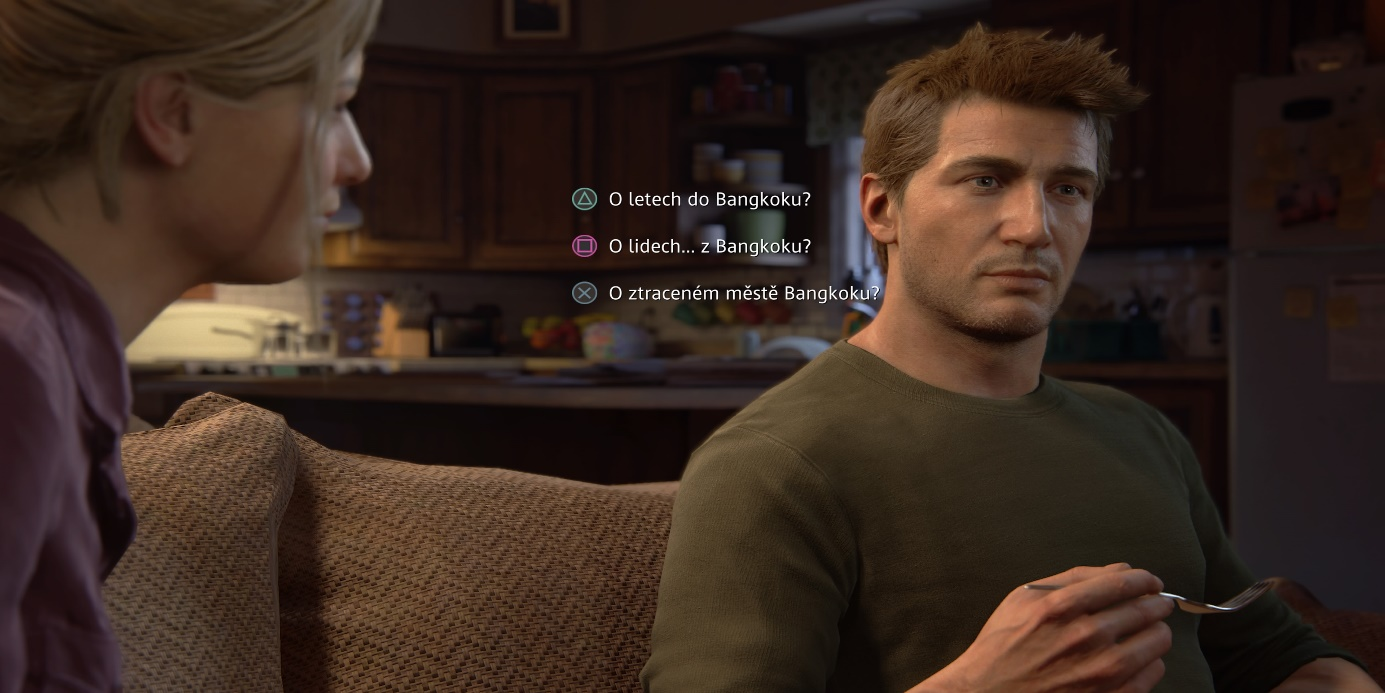 O letech do Bangkoku?
O lidech... z Bangkoku?
O ztraceném městě Bangkoku?